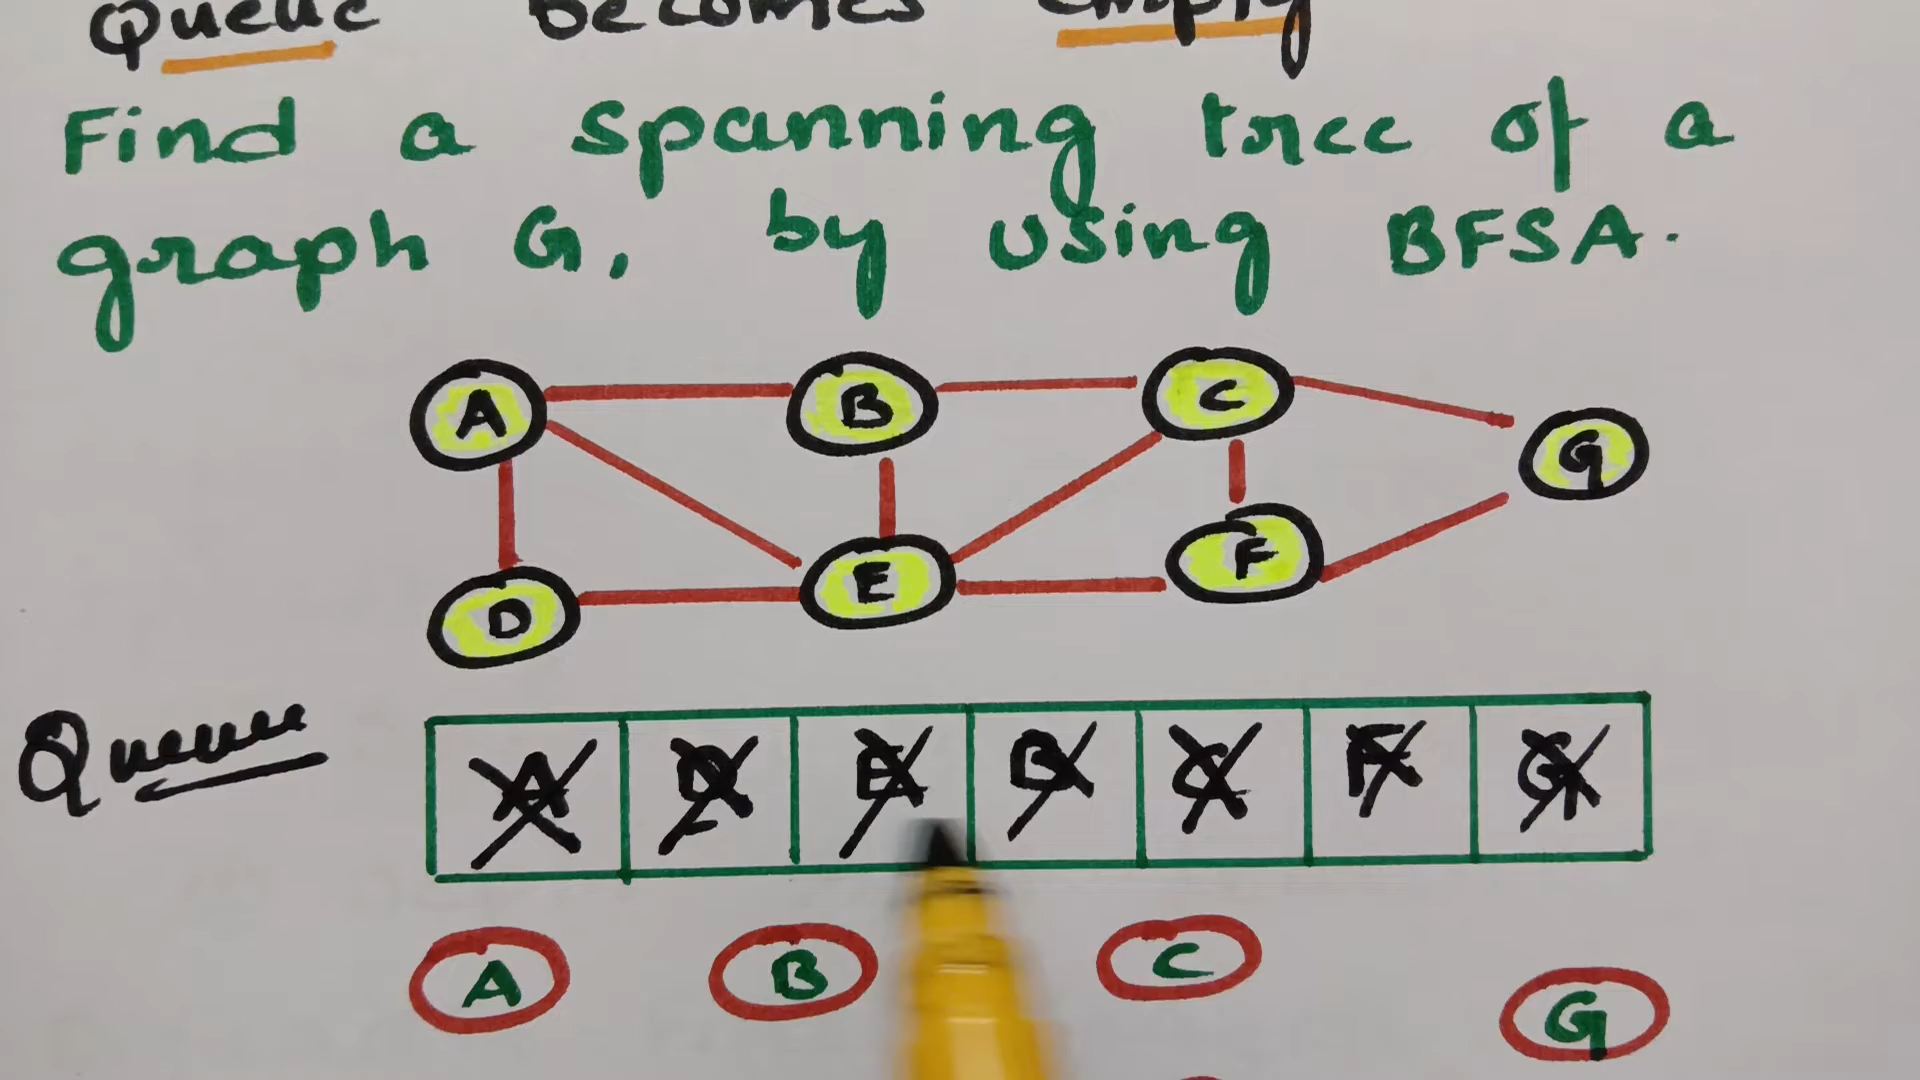 Queue becomes empty
Find a spanning tree of a
graph G, by using BFSA.
A B C G
D E F
Queue A D E B C F G
A B C G